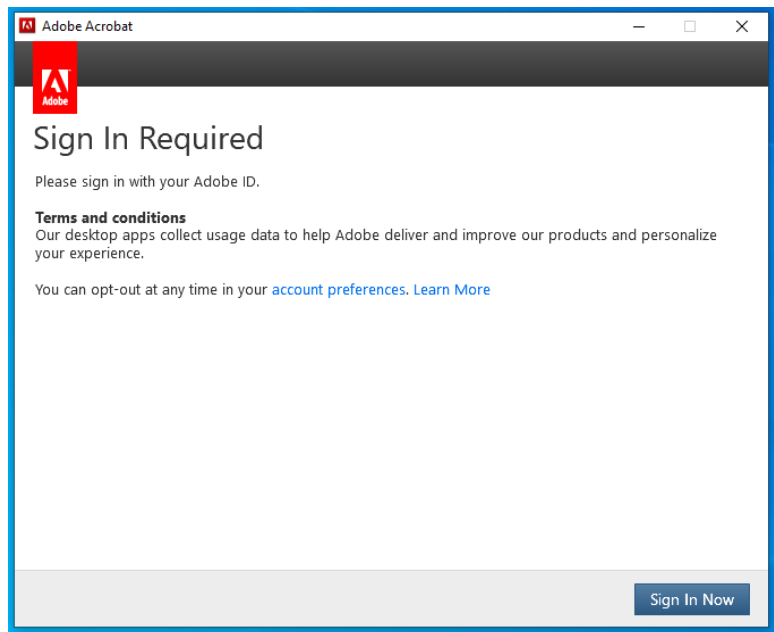 Adobe Acrobat
Adobe
Sign In Required
Please sign in with your Adobe ID.
Terms and conditions
Our desktop apps collect usage data to help Adobe deliver and improve our products and personalize
your experience.
You can opt-out at any time in your account preferences. Learn More
Sign In Now